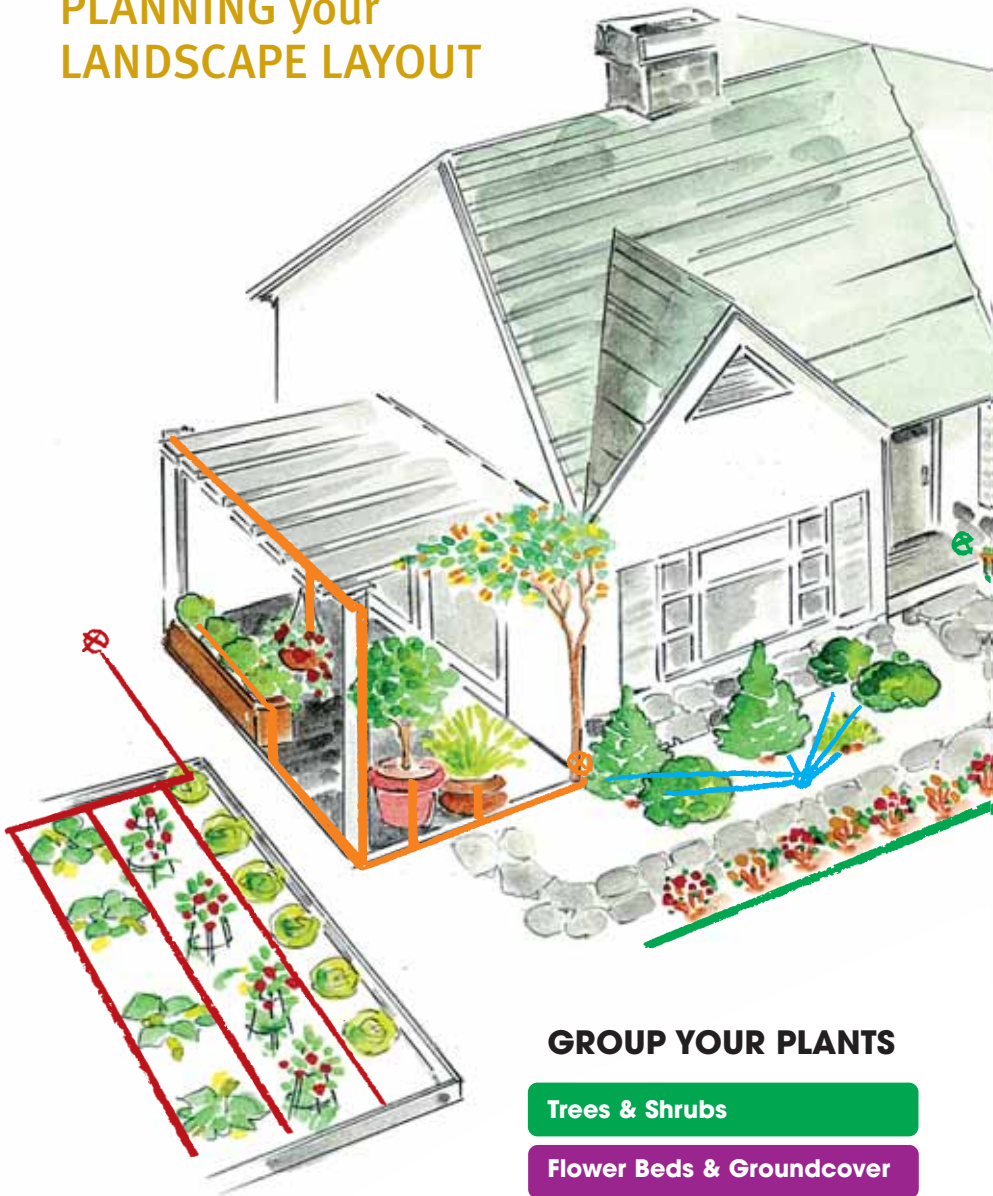 PLANNING your
LANDSCAPE LAYOUT
GROUP YOUR PLANTS
Trees & Shrubs
Flower Beds & Groundcover